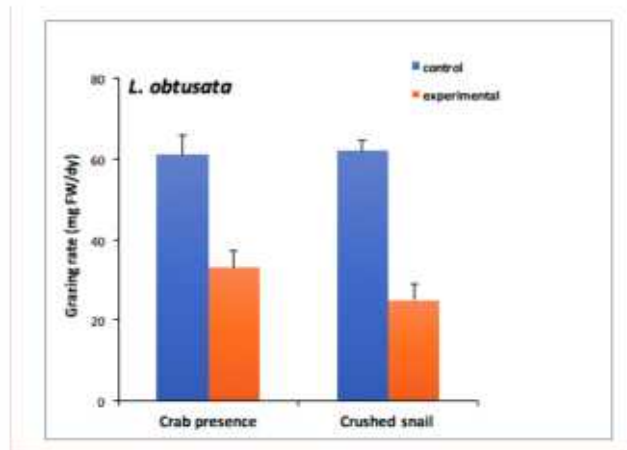 control
experimental
L. obtusata
Grazing rate (mg FW/dy)
80
60
40
20
0
Crab presence
Crushed snail